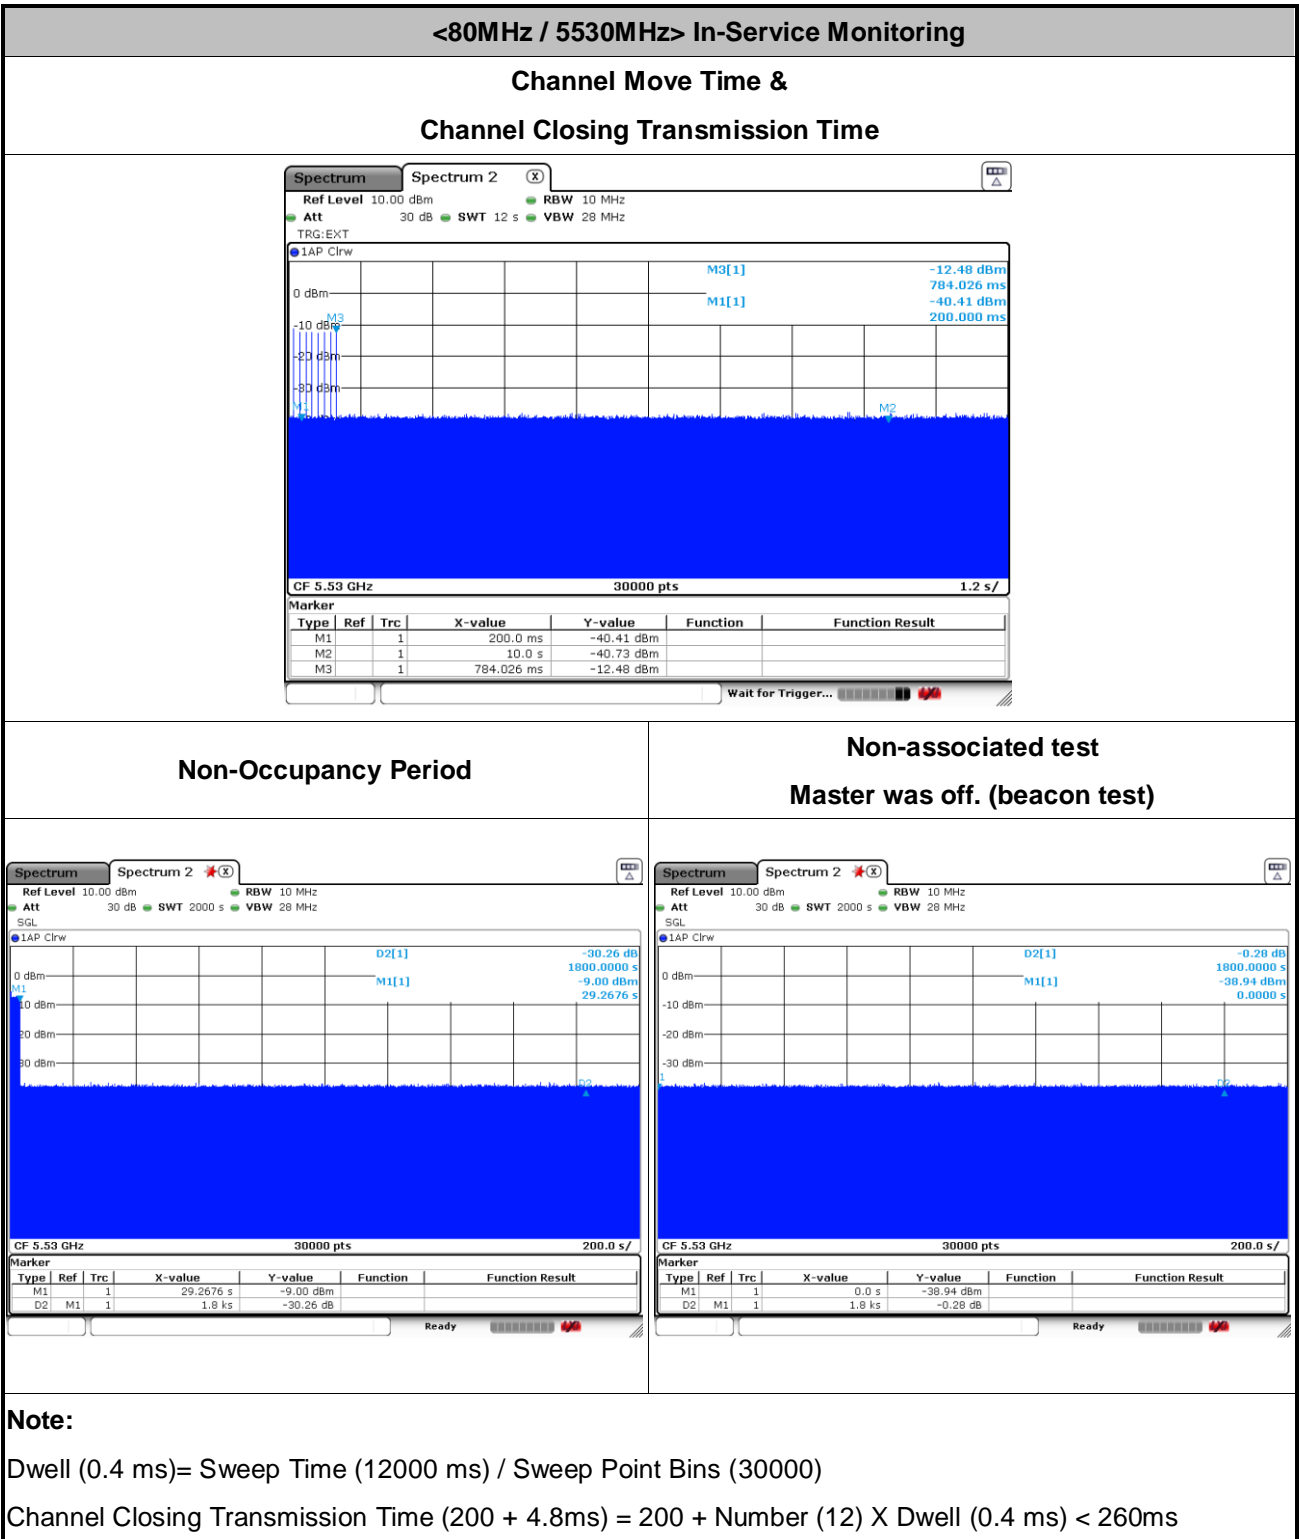 <80MHz / 5530MHz> In-Service Monitoring
Channel Move Time &
Channel Closing Transmission Time
Spectrum Spectrum 2 X
Ref Level 10.00 dBm RBW 10 MHz
Att 30 dB SWT 12 s VBW 28 MHz
TRG:EXT
1AP Clrw
M3[1] -12.48 dBm
784.026 ms
0 dBm
M1[1] -40.41 dBm
200.000 ms
M3
-10 dBm
-20 dBm
-30 dBm
M1
M2
CF 5.53 GHz 30000 pts 1.2 s/
Marker
Type Ref Trc X-value Y-value Function Function Result
M1 1 200.0 ms -40.41 dBm
M2 1 10.0 s -40.73 dBm
M3 1 784.026 ms -12.48 dBm
Wait for Trigger...
Non-Occupancy Period
Non-associated test
Master was off. (beacon test)
Spectrum Spectrum 2 X
Ref Level 10.00 dBm RBW 10 MHz
Att 30 dB SWT 2000 s VBW 28 MHz
SGL
1AP Clrw
D2[1] -30.26 dB
1800.0000 s
0 dBm
M1[1] -9.00 dBm
29.2676 s
M1
-10 dBm
-20 dBm
-30 dBm
D2
CF 5.53 GHz 30000 pts 200.0 s/
Marker
Type Ref Trc X-value Y-value Function Function Result
M1 1 29.2676 s -9.00 dBm
D2 M1 1 1.8 ks -30.26 dB
Ready
Spectrum Spectrum 2 X
Ref Level 10.00 dBm RBW 10 MHz
Att 30 dB SWT 2000 s VBW 28 MHz
SGL
1AP Clrw
D2[1] -0.28 dB
1800.0000 s
0 dBm
M1[1] -38.94 dBm
0.0000 s
-10 dBm
-20 dBm
-30 dBm
1
D2
CF 5.53 GHz 30000 pts 200.0 s/
Marker
Type Ref Trc X-value Y-value Function Function Result
M1 1 0.0 s -38.94 dBm
D2 M1 1 1.8 ks -0.28 dB
Ready
Note:
Dwell (0.4 ms)= Sweep Time (12000 ms) / Sweep Point Bins (30000)
Channel Closing Transmission Time (200 + 4.8ms) = 200 + Number (12) X Dwell (0.4 ms) < 260ms